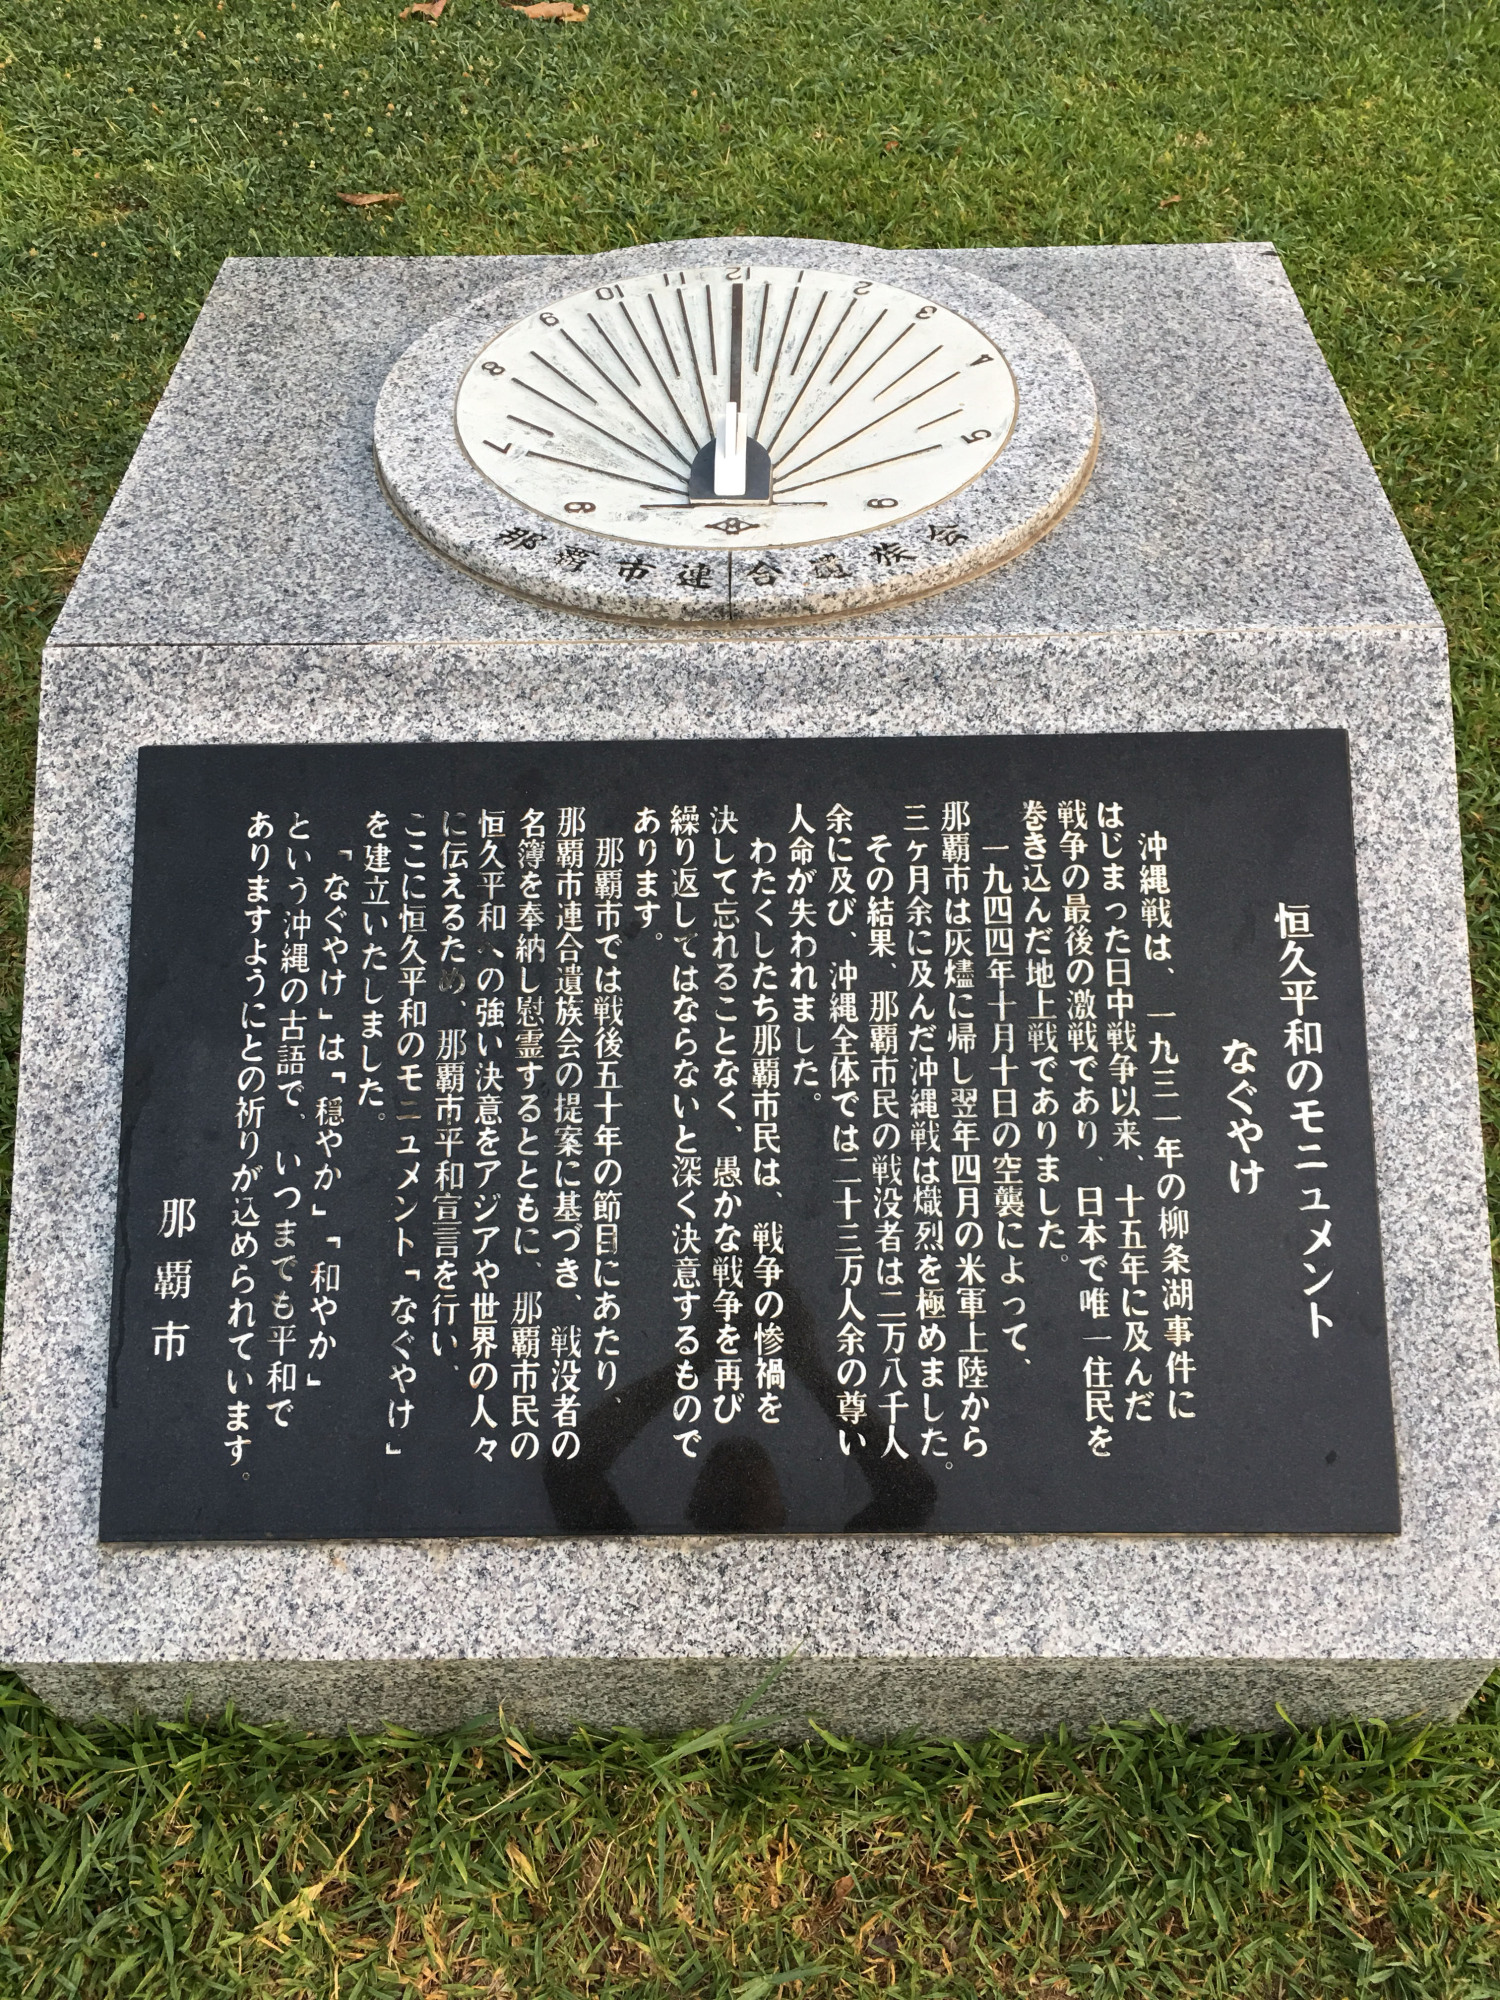 12
11
10
9
8
7
6
1
2
3
4
5
6
那覇市連合遺族会
恒久平和のモニュメント
なぐやけ
沖縄戦は、一九三一年の柳条湖事件に
はじまった日中戦争以来、十五年に及んだ
戦争の最後の激戦であり、日本で唯一住民を
巻き込んだ地上戦でありました。
一九四四年十月十日の空襲によって、
那覇市は灰燼に帰し翌年四月の米軍上陸から
三ヶ月余に及んだ沖縄戦は熾烈を極めました。
その結果、那覇市民の戦没者は二万八千人
余に及び、沖縄全体では二十三万人余の尊い
人命が失われました。
わたくしたち那覇市民は、戦争の惨禍を
決して忘れることなく、愚かな戦争を再び
繰り返してはならないと深く決意するもので
あります。
那覇市では戦後五十年の節目にあたり、
那覇市連合遺族会の提案に基づき、戦没者の
名簿を奉納し慰霊するとともに、那覇市民の
恒久平和への強い決意をアジアや世界の人々
に伝えるため、那覇市平和宣言を行い、
ここに恒久平和のモニュメント「なぐやけ」
を建立いたしました。
「なぐやけ」は「穏やか」「和やか」
という沖縄の古語で、いつまでも平和で
ありますようにとの祈りが込められています。
那覇市